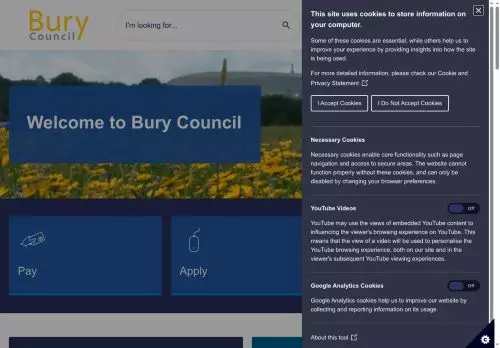 Bury
Council
I'm looking for...
Welcome to Bury Council
Pay
Apply
This site uses cookies to store information on
your computer.
Some of these cookies are essential, while others help us to
improve your experience by providing insights into how the site
is being used.
For more detailed information, please check our Cookie and
Privacy Statement
I Accept Cookies
I Do Not Accept Cookies
Necessary Cookies
Necessary cookies enable core functionality such as page
navigation and access to secure areas. The website cannot
function properly without these cookies, and can only be
disabled by changing your browser preferences.
YouTube Videos
Off
YouTube may use the views of embedded YouTube content to
influencing the viewer's browsing experience on YouTube. This
means that the view of a video will be used to personalise the
YouTube browsing experience, both on our site and in the
viewer's subsequent YouTube viewing experiences.
Google Analytics Cookies
Off
Google Analytics cookies help us to improve our website by
collecting and reporting information on its usage.
About this tool